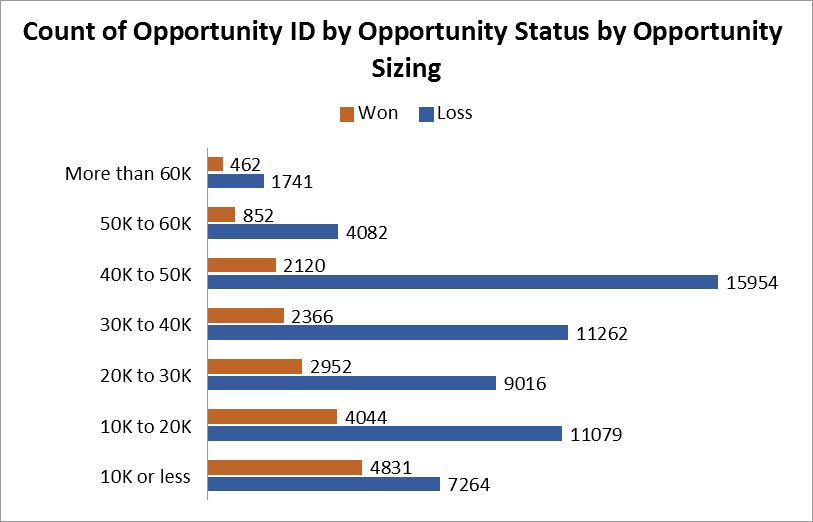 Count of Opportunity ID by Opportunity Status by Opportunity
Sizing
Won Loss
More than 60K 462
1741
50K to 60K 852
4082
40K to 50K 2120
15954
30K to 40K 2366
11262
20K to 30K 2952
9016
10K to 20K 4044
11079
10K or less 4831
7264